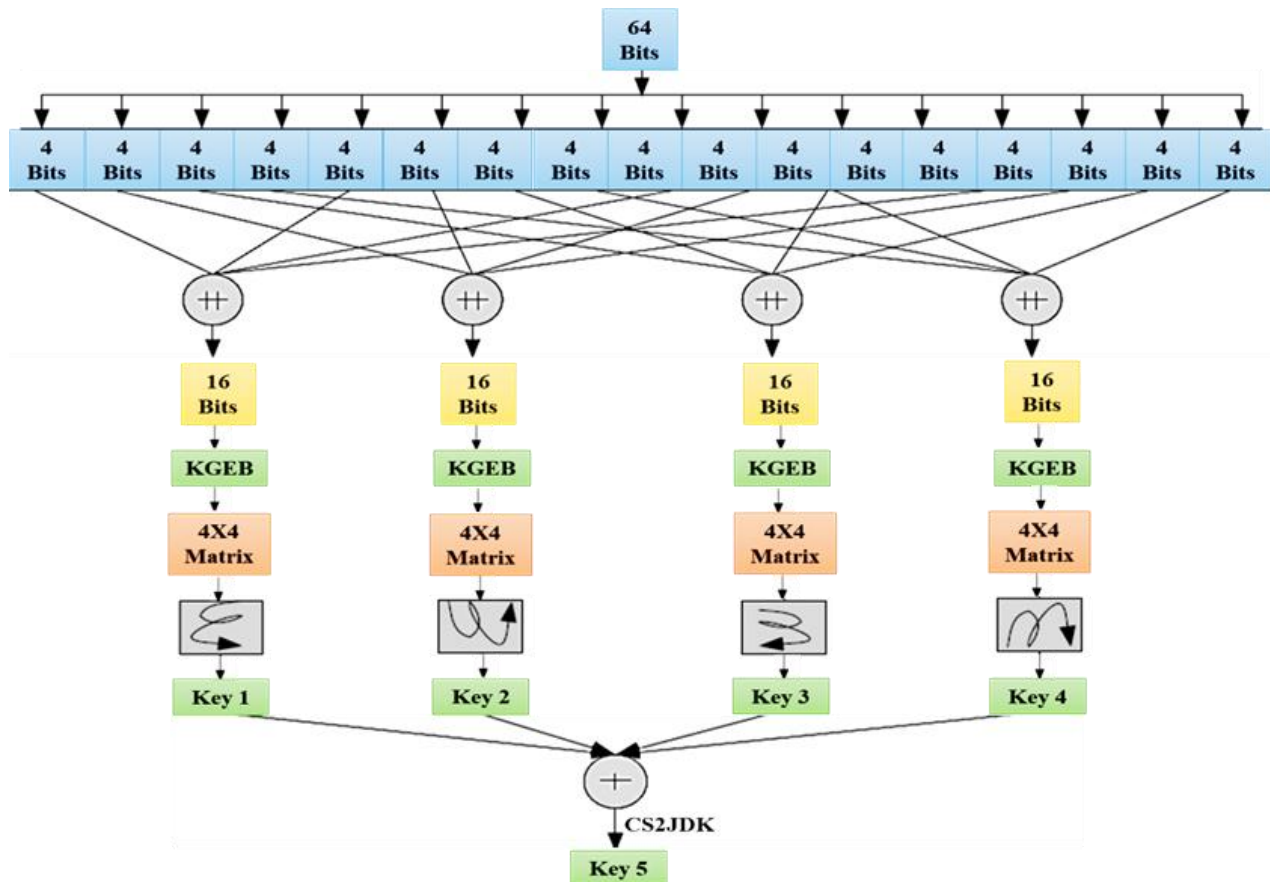 64
Bits
4 4 4 4 4 4 4 4 4 4 4 4 4 4 4 4
Bits Bits Bits Bits Bits Bits Bits Bits Bits Bits Bits Bits Bits Bits Bits Bits
16 16 16 16
Bits Bits Bits Bits
KGEB KGEB KGEB KGEB
4X4 4X4 4X4 4X4
Matrix Matrix Matrix Matrix
Key 1 Key 2 Key 3 Key 4
CS2JDK
Key 5